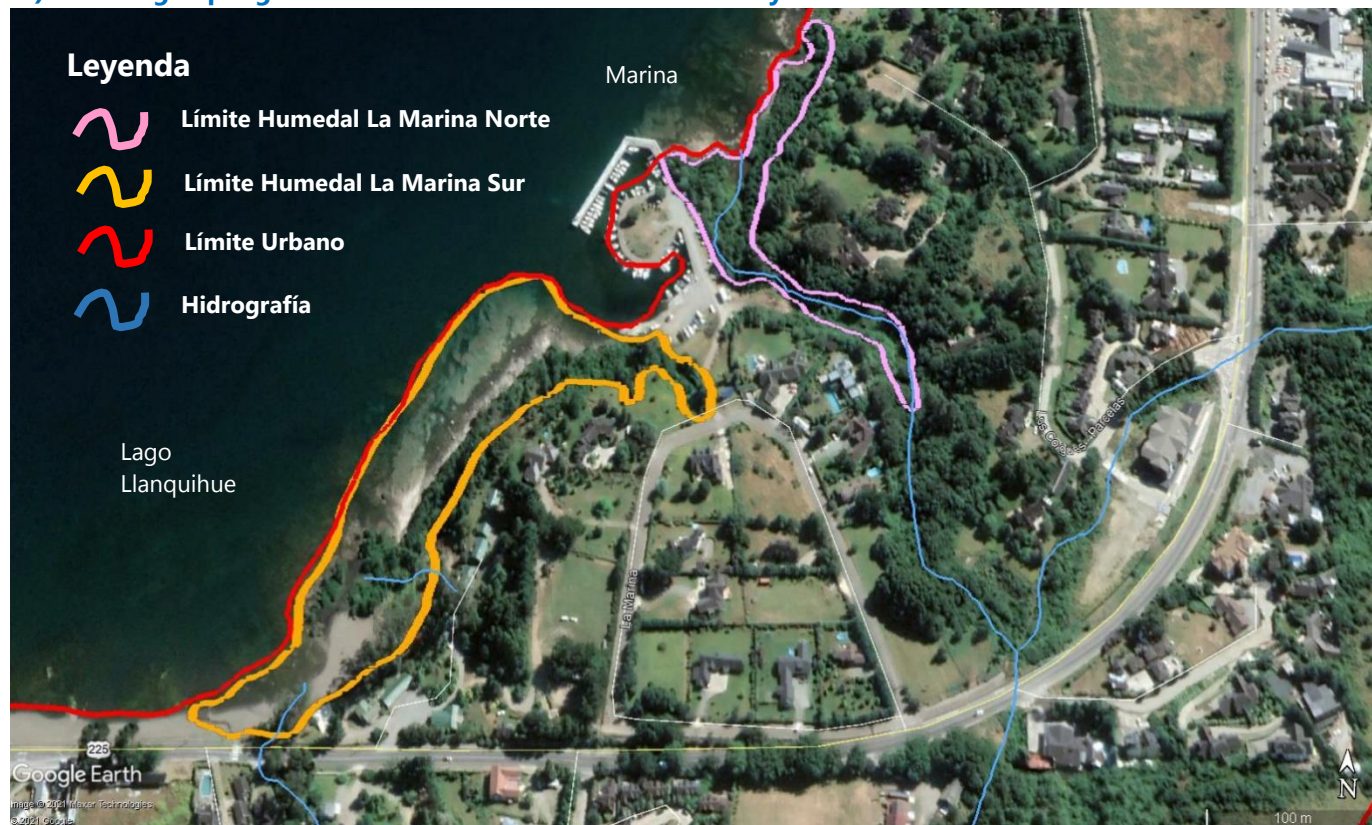 Leyenda
Límite Humedal La Marina Norte
Límite Humedal La Marina Sur
Límite Urbano
Hidrografía
Marina
Lago
Llanquihue
La Marina
Parcelas
225
Google Earth
Image © 2021 Maxar Technologies
© 2021 Google
N
100 m